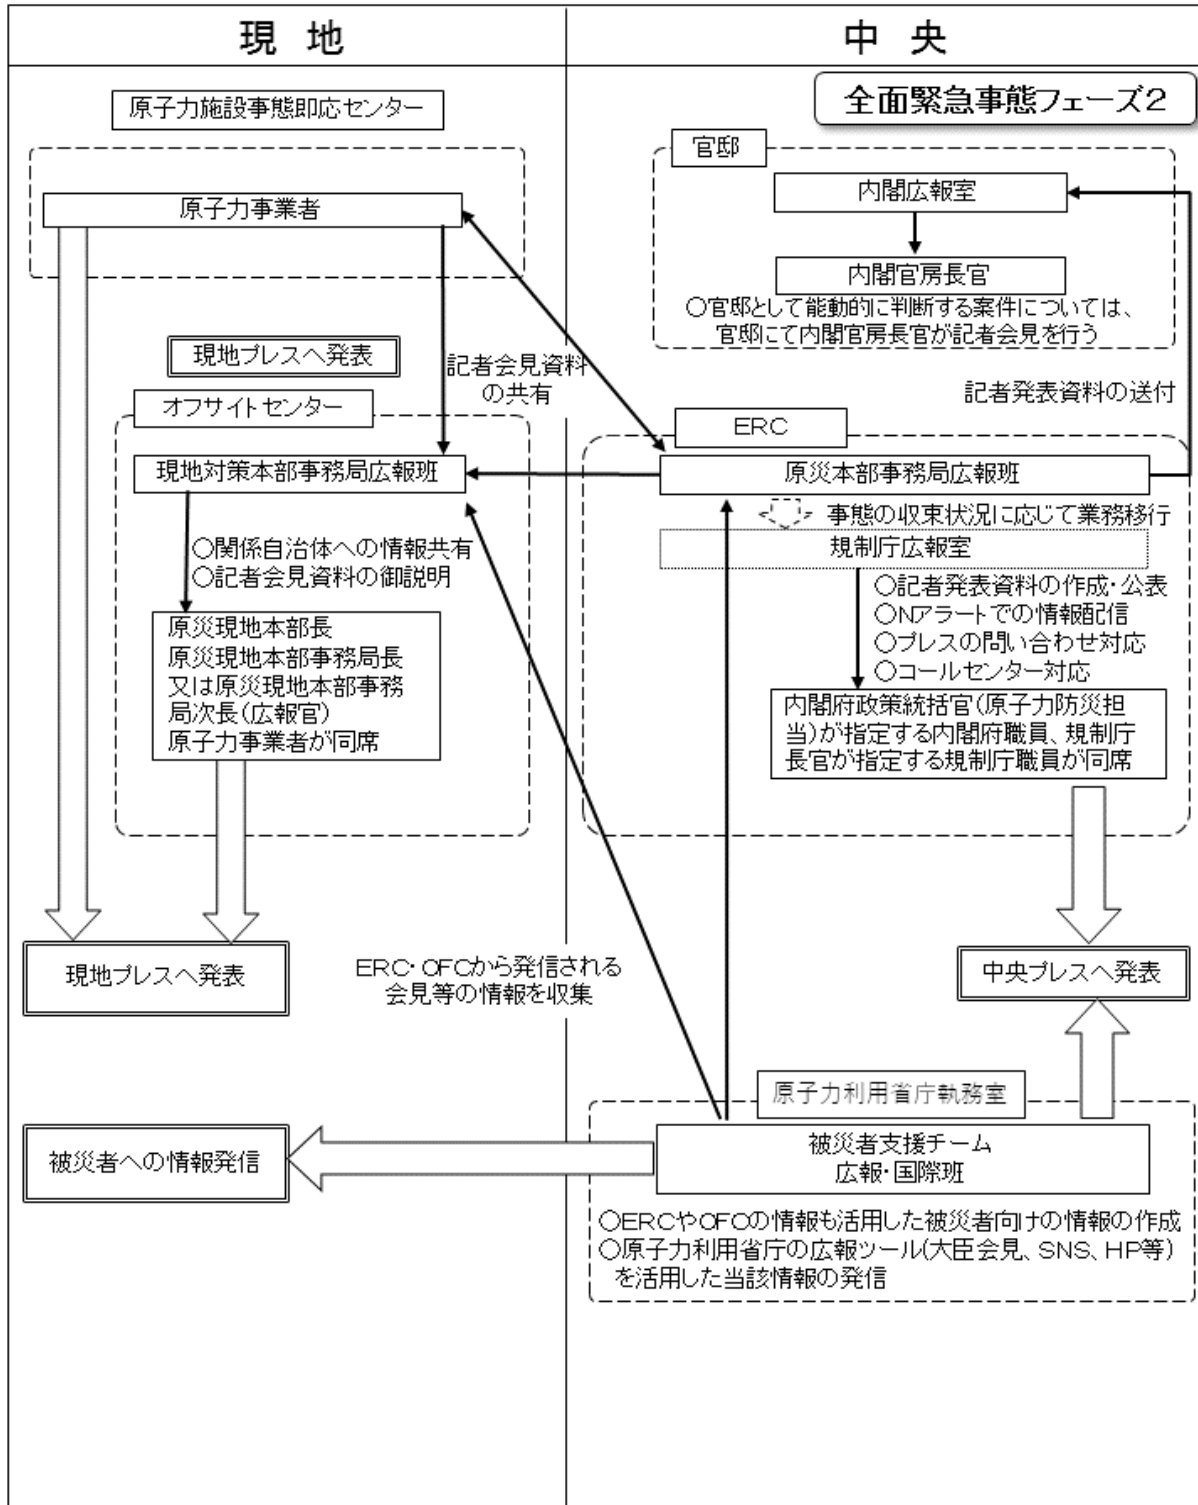 現 地
中 央
全面緊急事態フェーズ2
原子力施設事態即応センター
原子力事業者
官邸
内閣広報室
内閣官房長官
○官邸として能動的に判断する案件については、
官邸にて内閣官房長官が記者会見を行う
現地プレスへ発表
記者会見資料
の共有
記者発表資料の送付
オフサイトセンター
現地対策本部事務局広報班
○関係自治体への情報共有
○記者会見資料の御説明
原災現地本部長
原災現地本部事務局長
又は原災現地本部事務
局次長(広報官)
原子力事業者が同席
ERC
原災本部事務局広報班
事態の収束状況に応じて業務移行
規制庁広報室
○記者発表資料の作成・公表
○Nアラートでの情報配信
○プレスの問い合わせ対応
○コールセンター対応
内閣府政策統括官(原子力防災担
当)が指定する内閣府職員、規制庁
長官が指定する規制庁職員が同席
現地プレスへ発表
ERC・OFCから発信される
会見等の情報を収集
中央プレスへ発表
原子力利用省庁執務室
被災者支援チーム
広報・国際班
被災者への情報発信
○ERCやOFCの情報も活用した被災者向けの情報の作成
○原子力利用省庁の広報ツール(大臣会見、SNS、HP等)
を活用した当該情報の発信